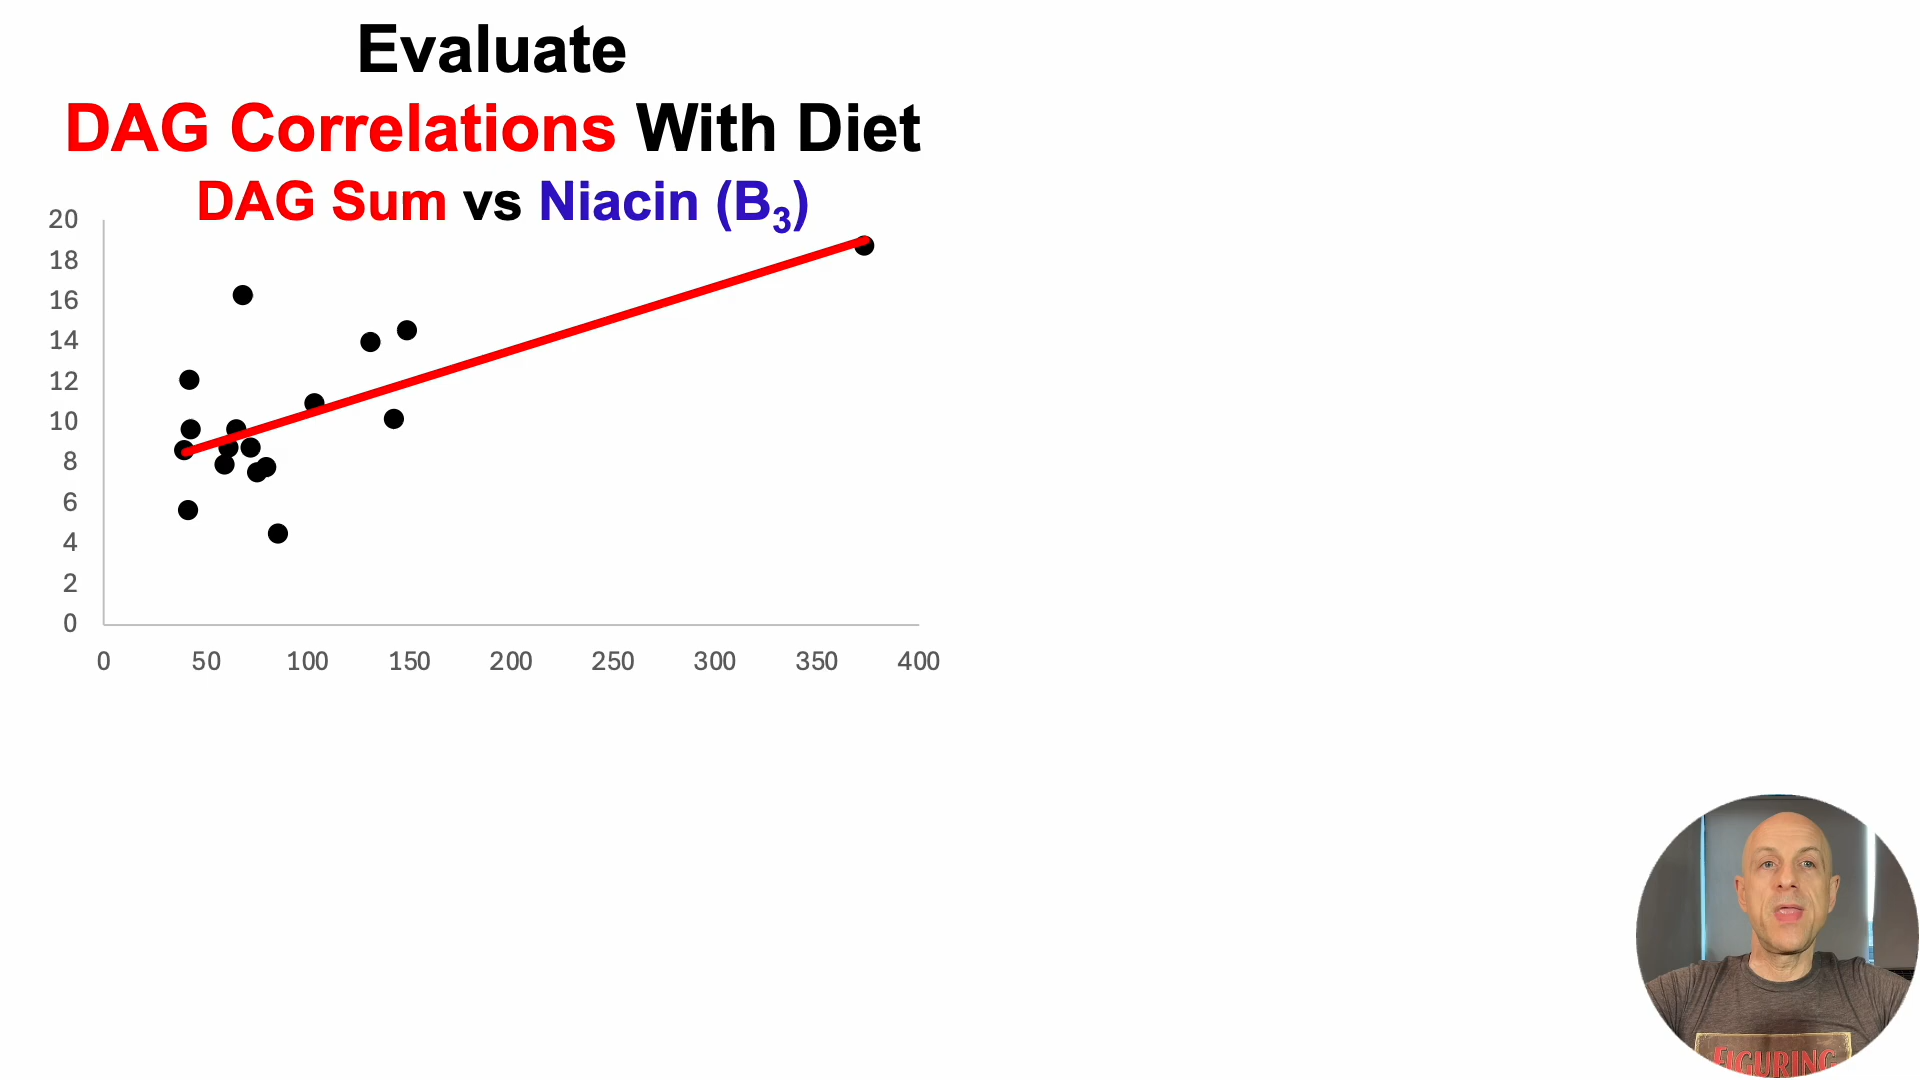 Evaluate
DAG Correlations With Diet
DAG Sum vs Niacin (B₃)
20
18
16
14
12
10
8
6
4
2
0
0 50 100 150 200 250 300 350 400
FIGURING